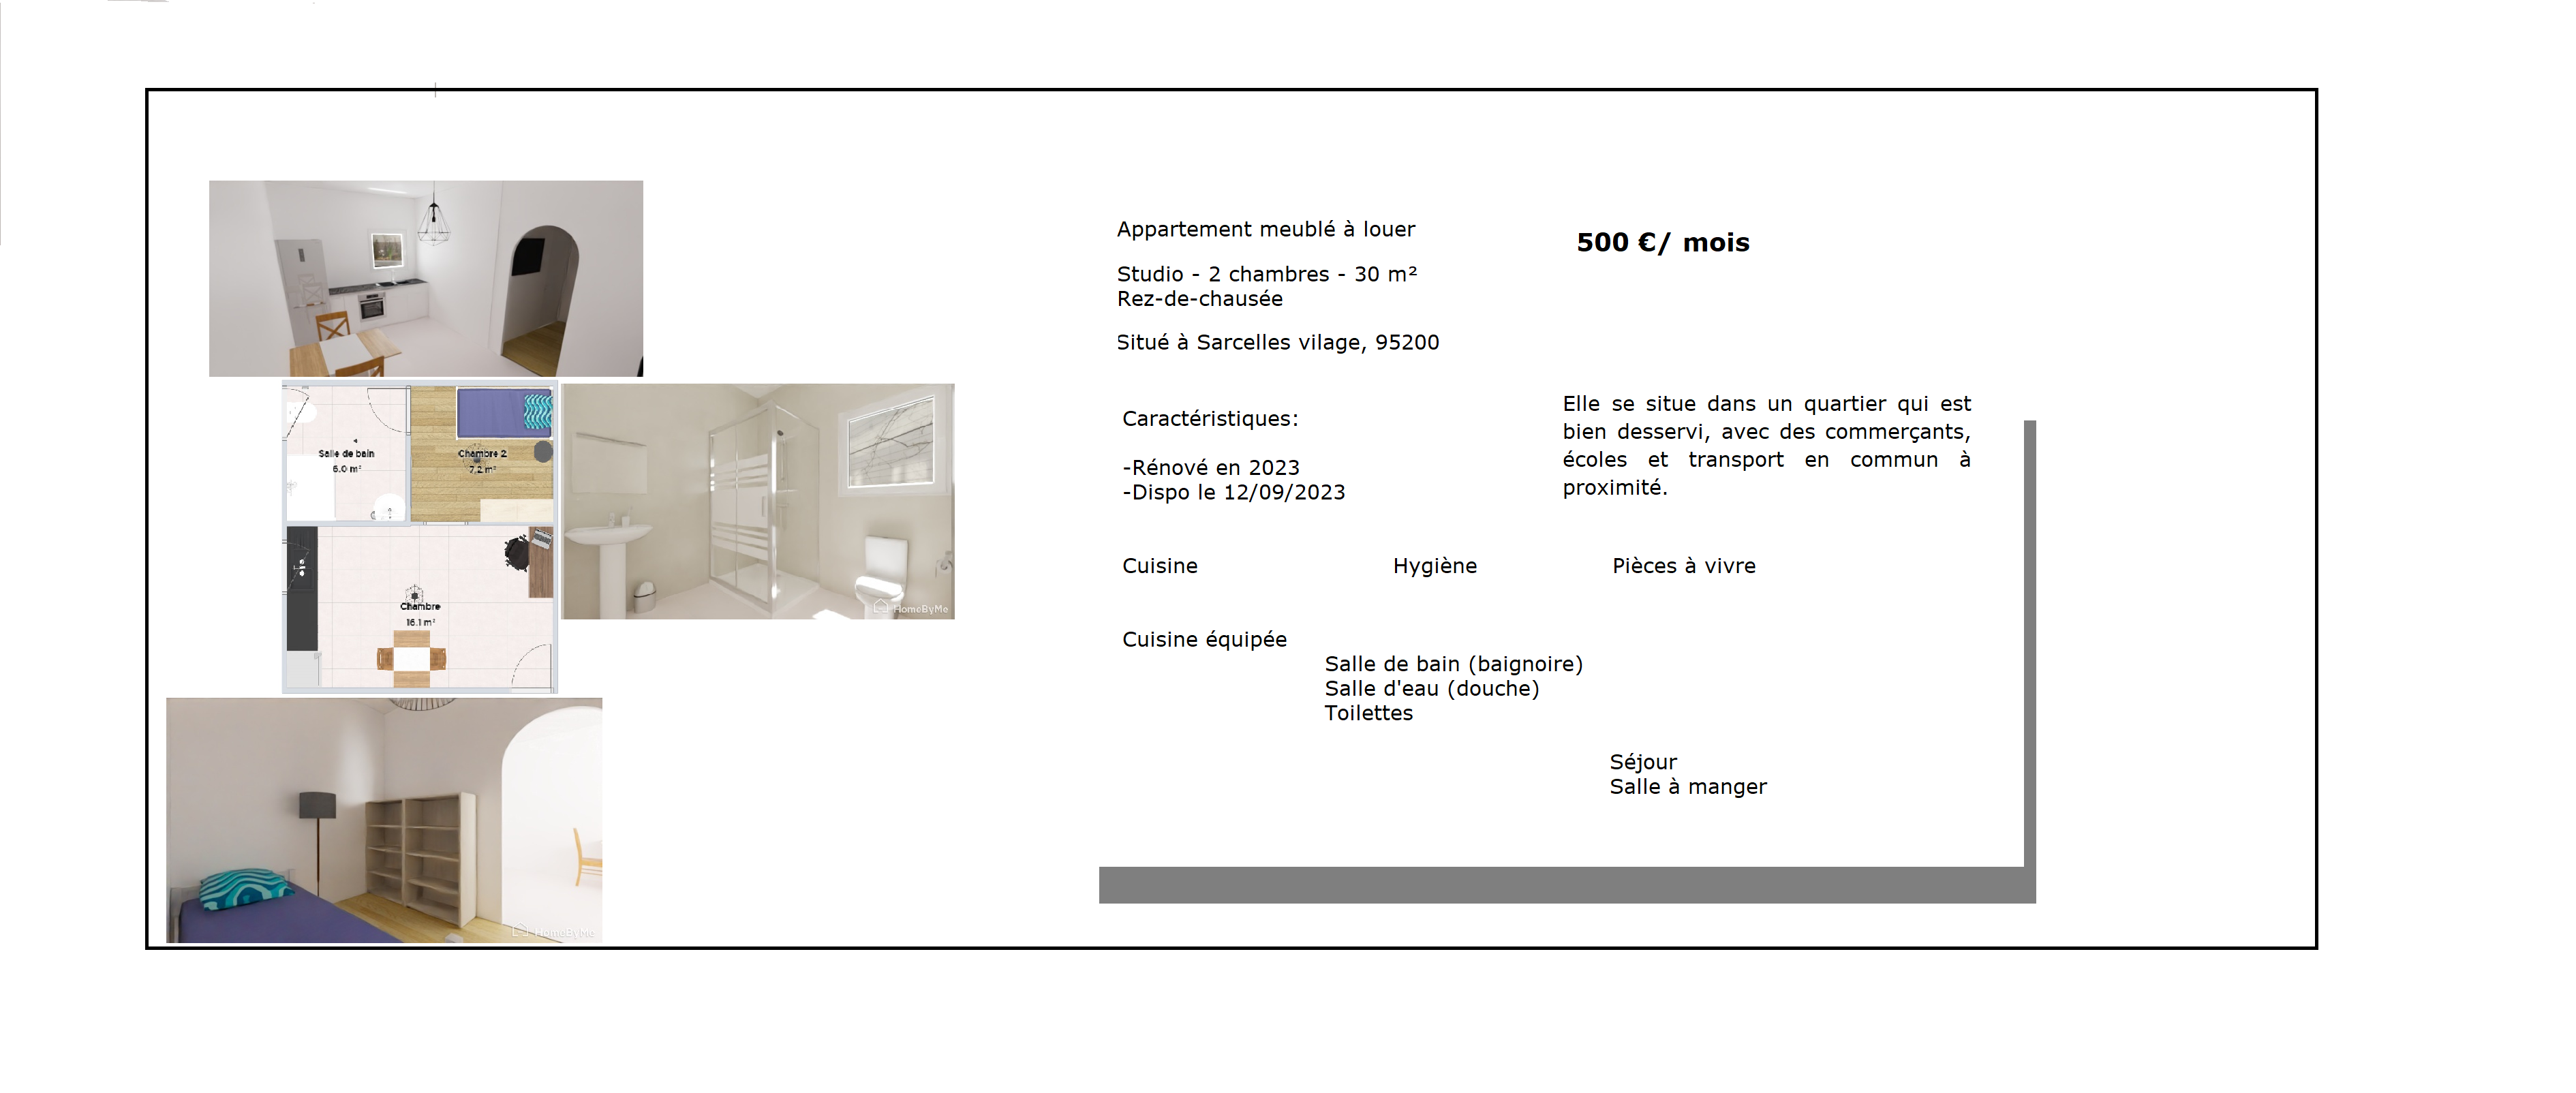 Appartement meublé à louer
500 €/ mois
Studio - 2 chambres - 30 m²
Rez-de-chausée
Situé à Sarcelles vilage, 95200
Caractéristiques:
-Rénové en 2023
-Dispo le 12/09/2023
Elle se situe dans un quartier qui est
bien desservi, avec des commerçants,
écoles et transport en commun à
proximité.
Cuisine
Hygiène
Pièces à vivre
Cuisine équipée
Salle de bain (baignoire)
Salle d'eau (douche)
Toilettes
Séjour
Salle à manger
Salle de bain
6.0 m²
Chambre 2
7.2 m²
Chambre
16.1 m²
HomeByMe
HomeByMe